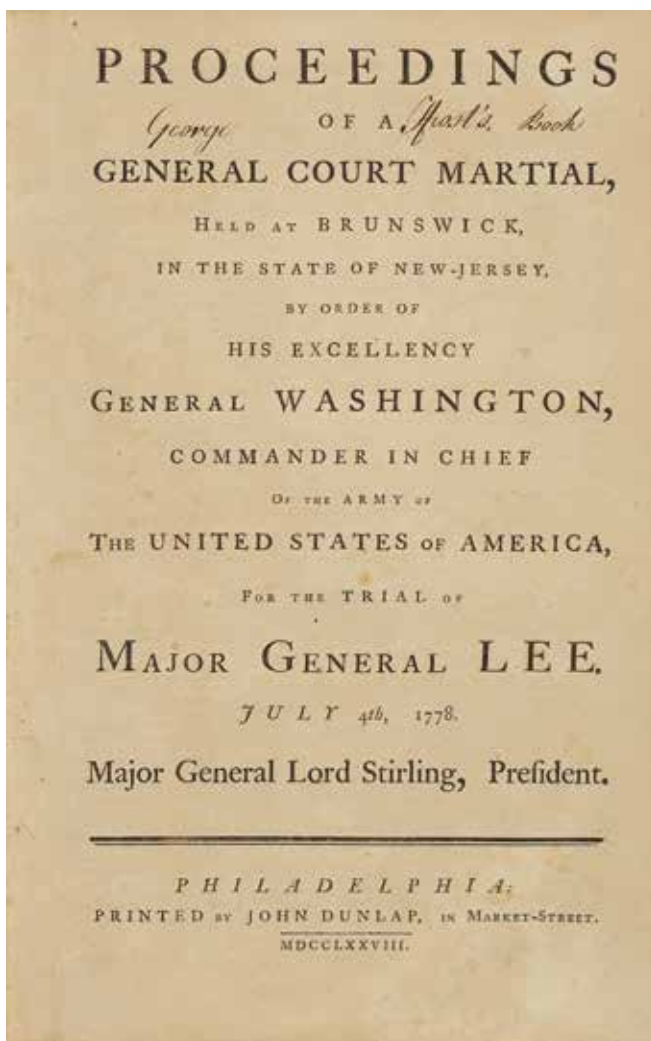 PROCEEDINGS
OF A
George Book
GENERAL COURT MARTIAL,
HELD AT BRUNSWICK,
IN THE STATE OF NEW-JERSEY,
BY ORDER OF
HIS EXCELLENCY
GENERAL WASHINGTON,
COMMANDER IN CHIEF
OF THE ARMY OF
THE UNITED STATES OF AMERICA,
FOR THE TRIAL OF
MAJOR GENERAL LEE.
JULY 4th, 1778.
Major General Lord Stirling, Preſident.
PHILADELPHIA:
PRINTED BY JOHN DUNLAP, IN MARKET-STREET.
MDCCLXXVIII.